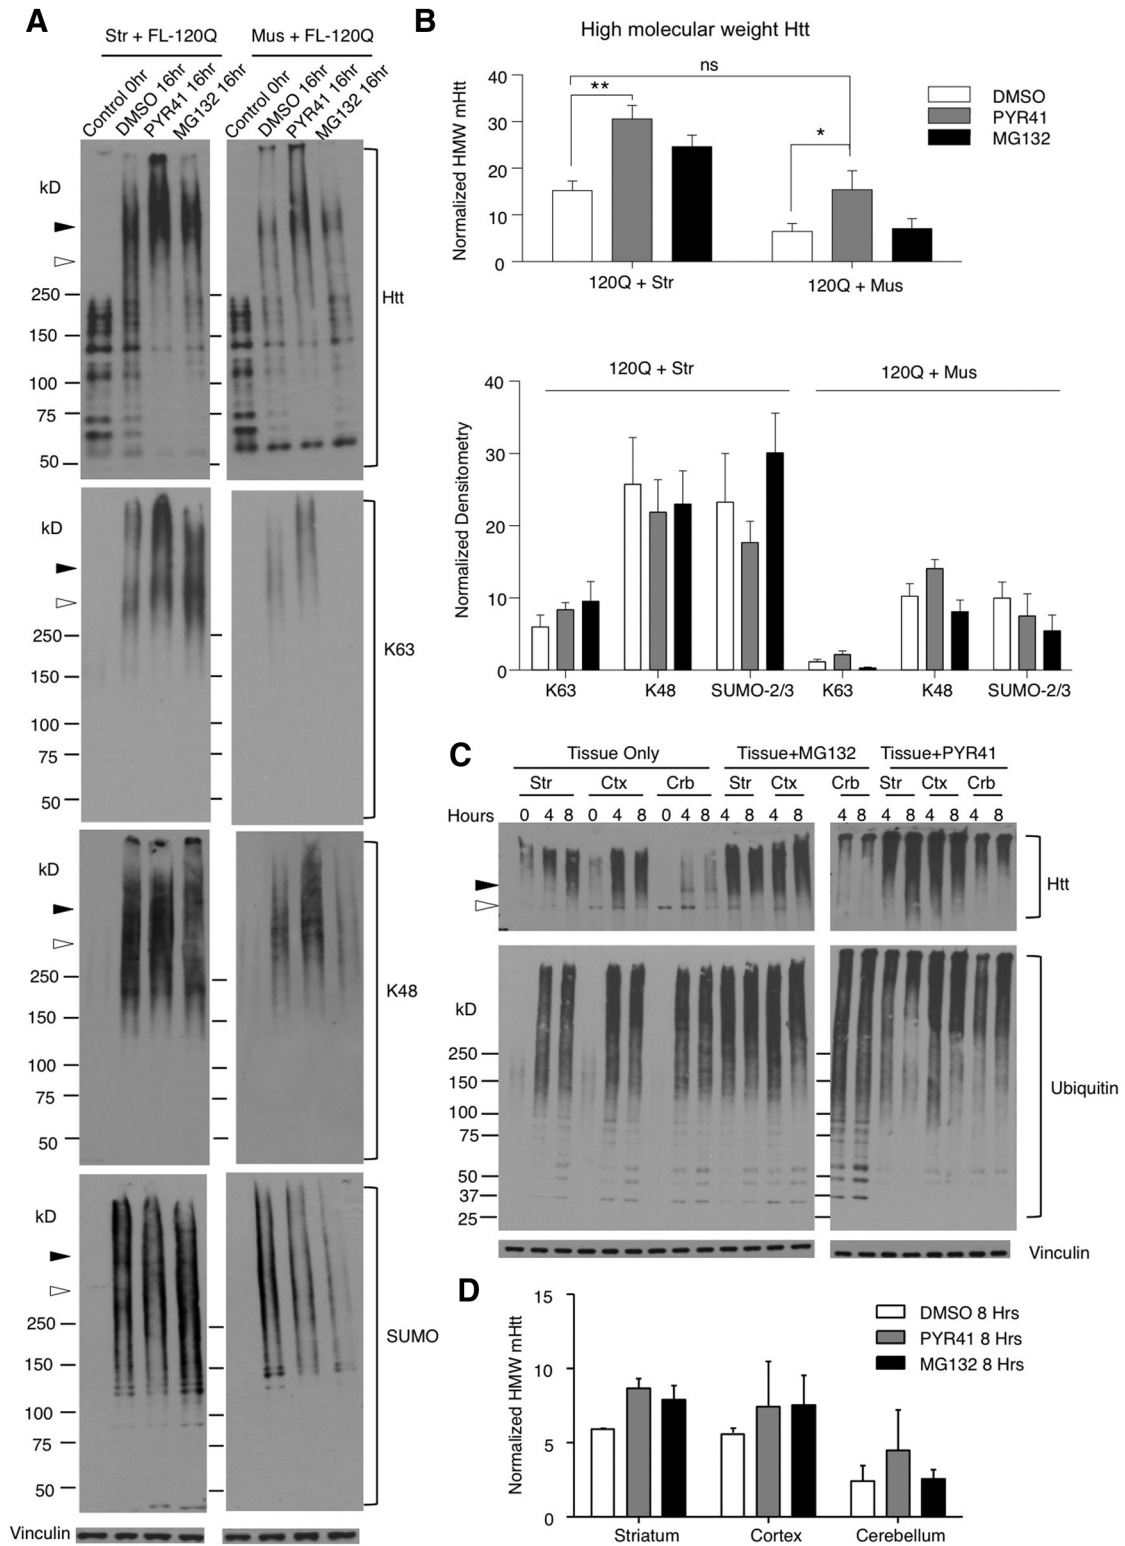 A
Str + FL-120Q
Mus + FL-120Q
Control 0hr
DMSO 16hr
PYR41 16hr
MG132 16hr
Control 0hr
DMSO 16hr
PYR41 16hr
MG132 16hr
kD
250
150
100
75
50
Htt
kD
250
150
100
75
50
K63
kD
250
150
100
75
50
K48
kD
250
150
100
75
50
SUMO
Vinculin
B
High molecular weight Htt
Normalized HMW mHtt
40
30
20
10
0
**
ns
*
DMSO
PYR41
MG132
120Q + Str
120Q + Mus
120Q + Str
120Q + Mus
Normalized Densitometry
40
30
20
10
0
K63 K48 SUMO-2/3 K63 K48 SUMO-2/3
C
Tissue Only Tissue+MG132 Tissue+PYR41
Str Ctx Crb Str Ctx Crb Str Ctx Crb
Hours 0 4 8 0 4 8 0 4 8 4 8 4 8 4 8 4 8 4 8 4 8
Htt
kD
250
150
100
75
50
37
25
Ubiquitin
Vinculin
D
Normalized HMW mHtt
15
10
5
0
DMSO 8 Hrs
PYR41 8 Hrs
MG132 8 Hrs
Striatum Cortex Cerebellum